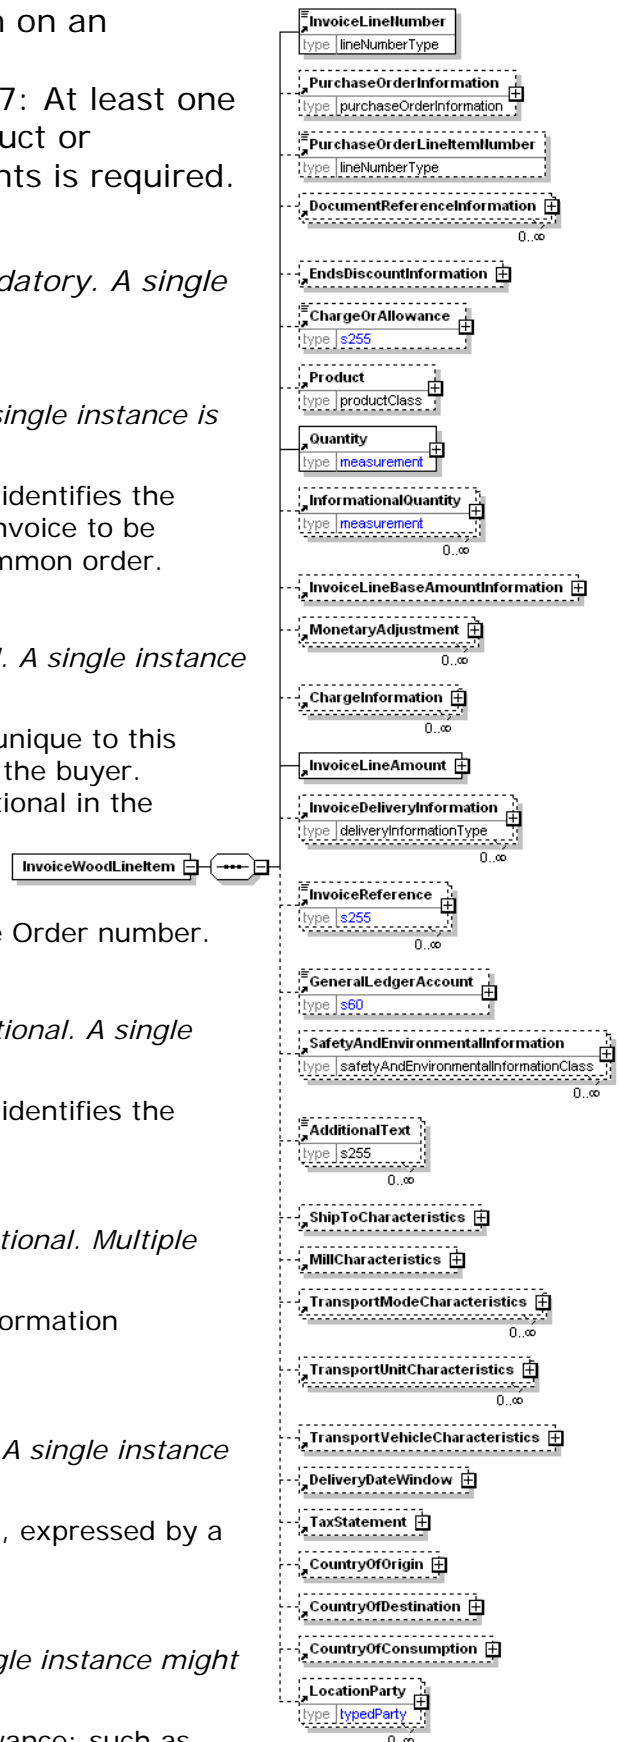 n on an
7: At least one
uct or
nts is required.
datory. A single
single instance is
identifies the
nvoice to be
mmon order.
l. A single instance
unique to this
the buyer.
tional in the
e Order number.
tional. A single
identifies the
tional. Multiple
ormation
A single instance
, expressed by a
gle instance might
wance; such as
InvoiceWoodLineItem
InvoiceLineNumber
type lineNumberType
PurchaseOrderInformation
type purchaseOrderInformation
PurchaseOrderLineItemNumber
type lineNumberType
DocumentReferenceInformation
0..∞
EndsDiscountInformation
ChargeOrAllowance
type s255
Product
type productClass
Quantity
type measurement
InformationalQuantity
type measurement
0..∞
InvoiceLineBaseAmountInformation
MonetaryAdjustment
0..∞
ChargeInformation
0..∞
InvoiceLineAmount
InvoiceDeliveryInformation
type deliveryInformationType
0..∞
InvoiceReference
type s255
0..∞
GeneralLedgerAccount
type s60
SafetyAndEnvironmentalInformation
type safetyAndEnvironmentalInformationClass
0..∞
AdditionalText
type s255
0..∞
ShipToCharacteristics
MillCharacteristics
TransportModeCharacteristics
0..∞
TransportUnitCharacteristics
0..∞
TransportVehicleCharacteristics
DeliveryDateWindow
TaxStatement
CountryOfOrigin
CountryOfDestination
CountryOfConsumption
LocationParty
type typedParty
0..∞